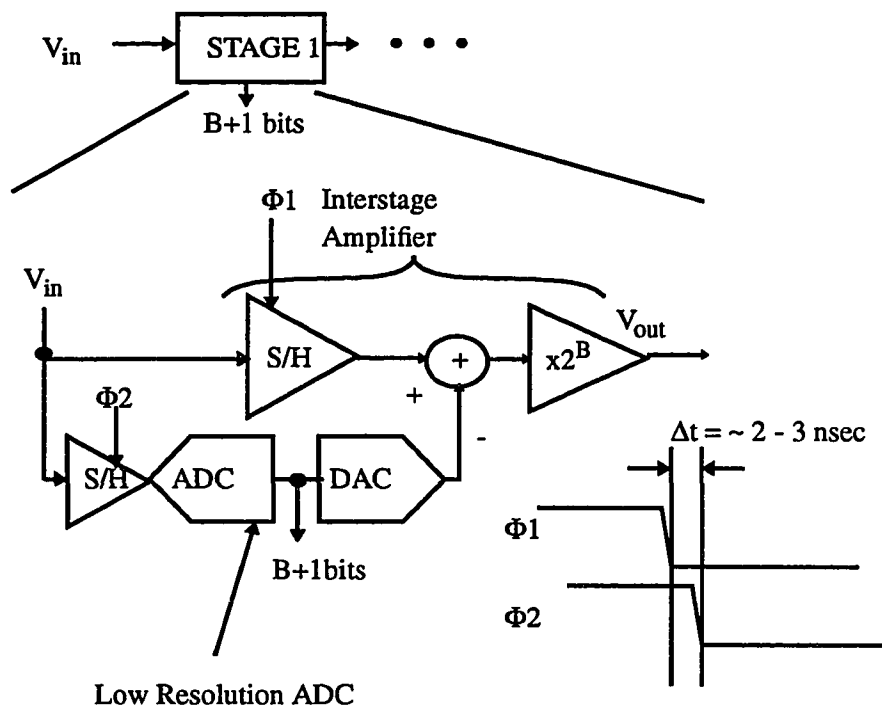 V_in
STAGE 1
B+1 bits
Φ1 Interstage
Amplifier
V_in
S/H
+
+
-
x2^B
V_out
Φ2
S/H
ADC
DAC
B+1bits
Δt = ~ 2 - 3 nsec
Φ1
Φ2
Low Resolution ADC